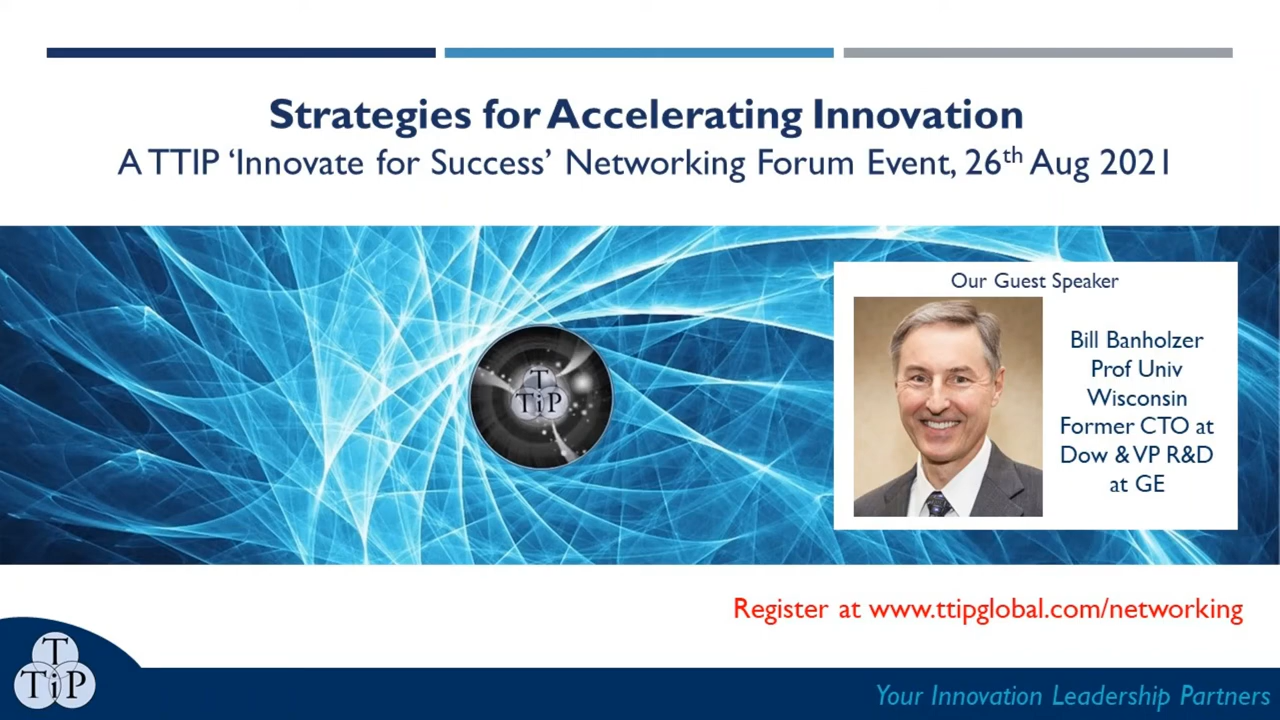 Strategies for Accelerating Innovation
A TTIP ‘Innovate for Success’ Networking Forum Event, 26th Aug 2021
Our Guest Speaker
Bill Banholzer
Prof Univ
Wisconsin
Former CTO at
Dow & VP R&D
at GE
T
TiP
Register at www.ttipglobal.com/networking
T
TiP
Your Innovation Leadership Partners